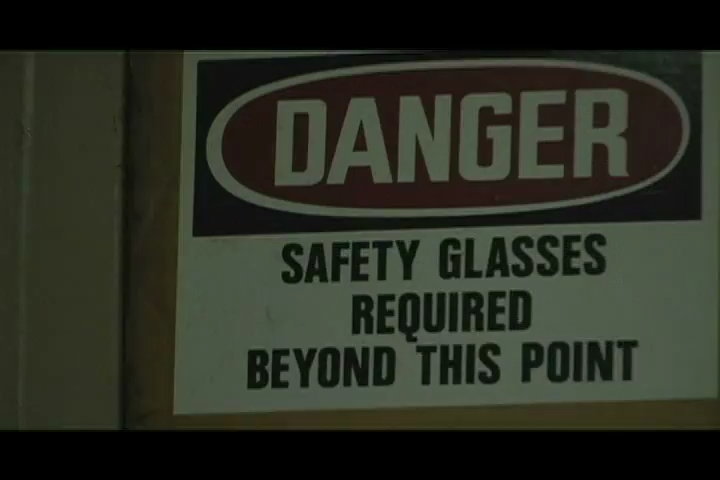 DANGER
SAFETY GLASSES
REQUIRED
BEYOND THIS POINT